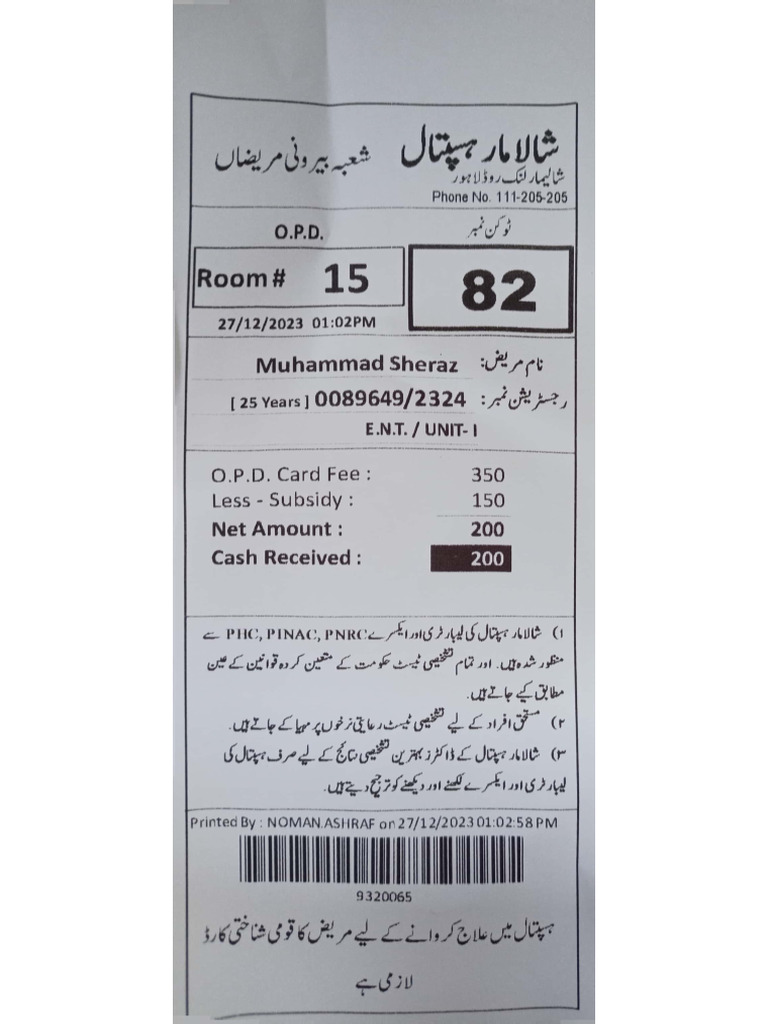 شالامار ہسپتال شعبہ بیرونی مریضاں
شالیمار لنک روڈ لاہور
Phone No. 111-205-205
O.P.D. ٹوکن نمبر
Room # 15 82
27/12/2023 01:02PM
نام مریض: Muhammad Sheraz
رجسٹریشن نمبر: 0089649/2324 [ 25 Years ]
E.N.T. / UNIT- I
O.P.D. Card Fee : 350
Less - Subsidy : 150
Net Amount : 200
Cash Received : 200
۱) شالامار ہسپتال کی لیبارٹری اور ایکسرے PHC, PINAC, PNRC سے
منظور شدہ ہیں۔ اور تمام تشخیصی ٹیسٹ حکومت کے متعین کردہ قوانین کے عین
مطابق کیے جاتے ہیں۔
۲) مستحق افراد کے لیے تشخیصی ٹیسٹ رعایتی نرخوں پر مہیا کیے جاتے ہیں۔
۳) شالامار ہسپتال کے ڈاکٹرز بہترین تشخیصی نتائج کے لیے صرف ہسپتال کی
لیبارٹری اور ایکسرے لکھنے اور دیکھنے کو ترجیح دیتے ہیں۔
Printed By : NOMAN.ASHRAF on 27/12/2023 01:02:58 PM
9320065
ہسپتال میں علاج کروانے کے لیے مریض کا قومی شناختی کارڈ
لازمی ہے